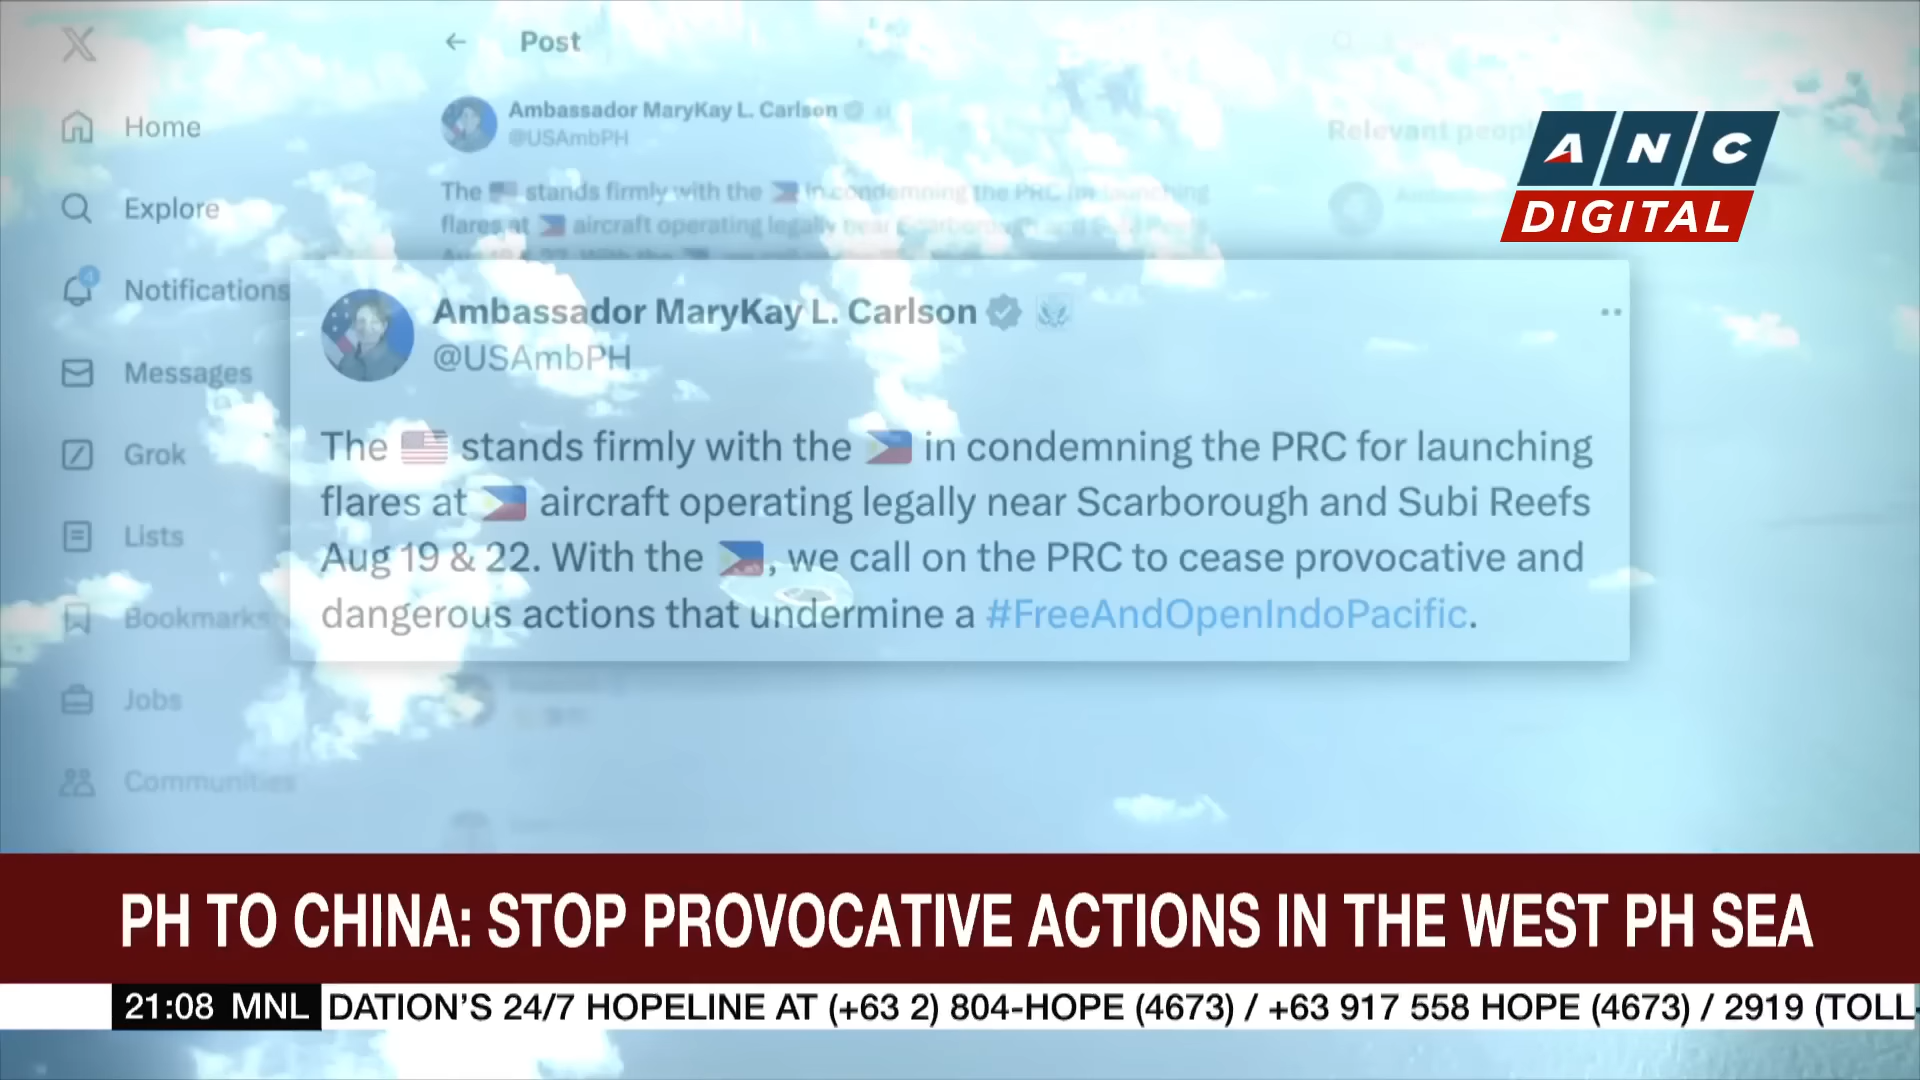 Post
Home
Explore
Notifications
Messages
Grok
Lists
Bookmarks
Jobs
Communities
Ambassador MaryKay L. Carlson
@USAmbPH
The 🇺🇸 stands firmly with the 🇵🇭 in condemning the PRC
flares at 🇵🇭 aircraft operating legally near
Relevant people
ANC
DIGITAL
Ambassador MaryKay L. Carlson
@USAmbPH
The 🇺🇸 stands firmly with the 🇵🇭 in condemning the PRC for launching
flares at 🇵🇭 aircraft operating legally near Scarborough and Subi Reefs
Aug 19 & 22. With the 🇵🇭, we call on the PRC to cease provocative and
dangerous actions that undermine a #FreeAndOpenIndoPacific.
PH TO CHINA: STOP PROVOCATIVE ACTIONS IN THE WEST PH SEA
21:08 MNL DATION'S 24/7 HOPELINE AT (+63 2) 804-HOPE (4673) / +63 917 558 HOPE (4673) / 2919 (TOLL-